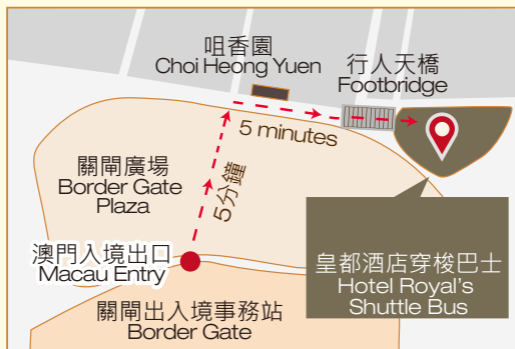 咀香園
Choi Heong Yuen
行人天橋
Footbridge
5 minutes
關閘廣場
Border Gate
Plaza
5分鐘
澳門入境出口
Macau Entry
皇都酒店穿梭巴士
Hotel Royal's
Shuttle Bus
關閘出入境事務站
Border Gate